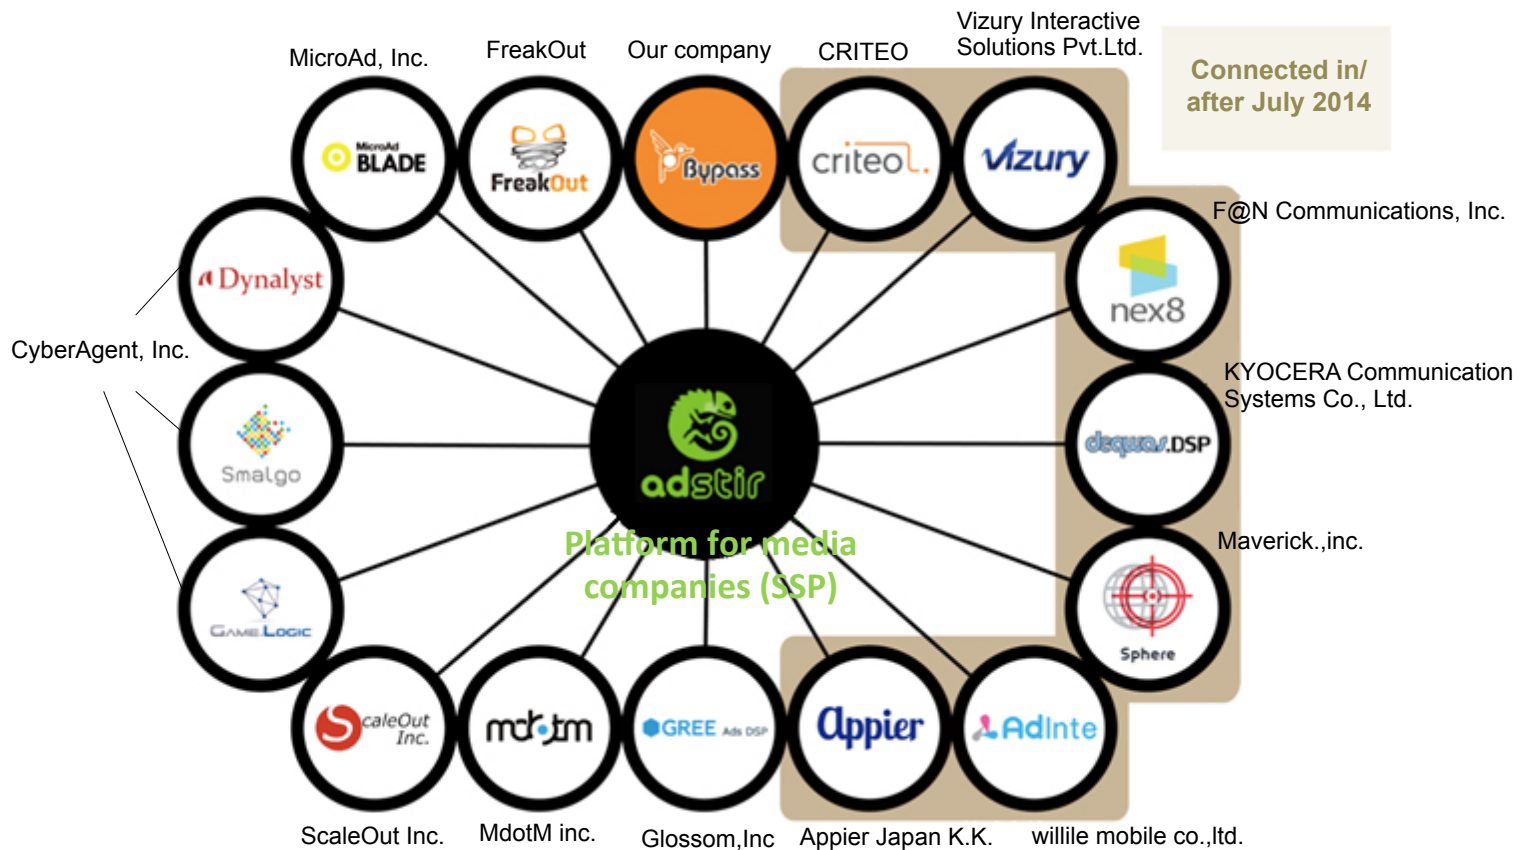 Vizury Interactive
Solutions Pvt.Ltd.
MicroAd, Inc.
FreakOut
Our company
CRITEO
Connected in/
after July 2014
MicroAd
BLADE
FreakOut
Bypass
criteo
Vizury
F@N Communications, Inc.
Dynalyst
nex8
CyberAgent, Inc.
KYOCERA Communication
Systems Co., Ltd.
Smalgo
adstir
dequas.DSP
Platform for media
companies (SSP)
Maverick.,inc.
GAME LOGIC
Sphere
ScaleOut
Inc.
mdotm
GREE Ads DSP
appier
AdInte
ScaleOut Inc.
MdotM inc.
Glossom,Inc
Appier Japan K.K.
willile mobile co.,ltd.